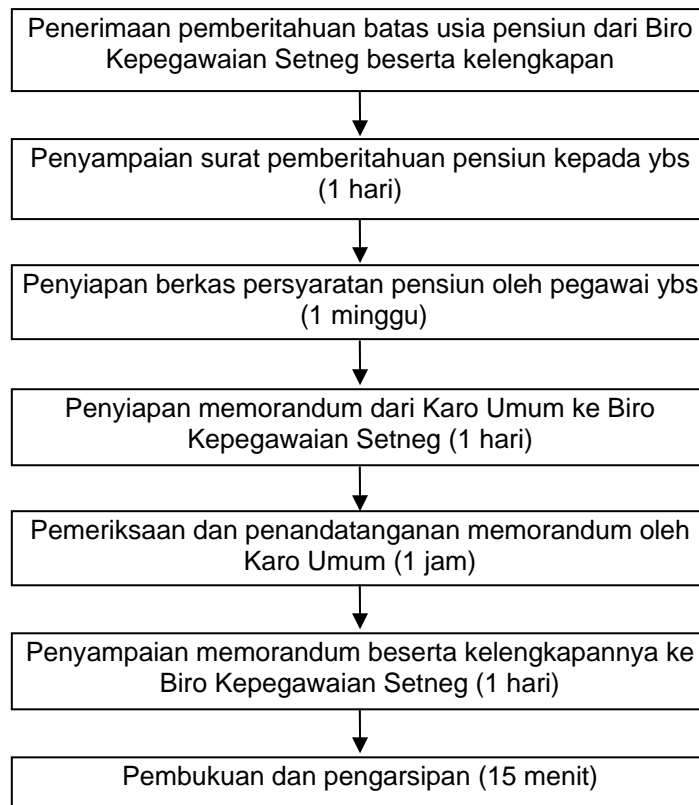 Penerimaan pemberitahuan batas usia pensiun dari Biro
Kepegawaian Setneg beserta kelengkapan
Penyampaian surat pemberitahuan pensiun kepada ybs
(1 hari)
Penyiapan berkas persyaratan pensiun oleh pegawai ybs
(1 minggu)
Penyiapan memorandum dari Karo Umum ke Biro
Kepegawaian Setneg (1 hari)
Pemeriksaan dan penandatanganan memorandum oleh
Karo Umum (1 jam)
Penyampaian memorandum beserta kelengkapannya ke
Biro Kepegawaian Setneg (1 hari)
Pembukuan dan pengarsipan (15 menit)